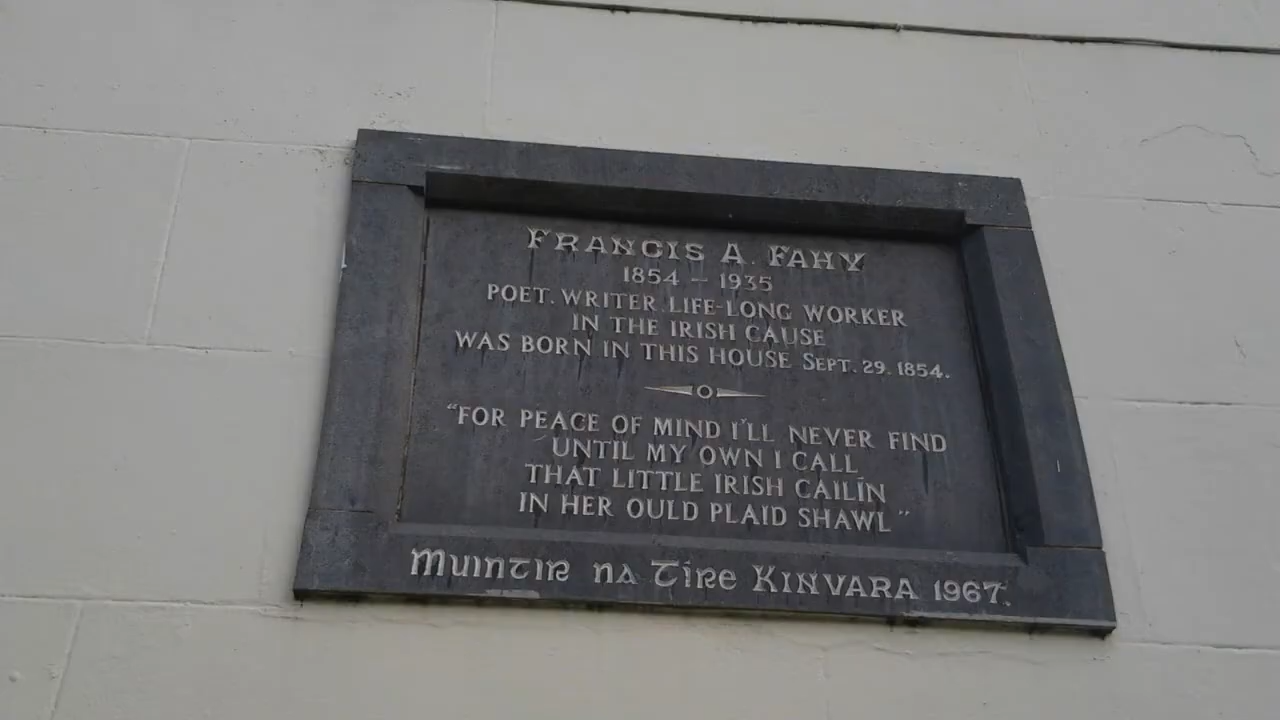 FRANCIS A. FAHY
1854 – 1935
POET. WRITER. LIFE-LONG WORKER
IN THE IRISH CAUSE
WAS BORN IN THIS HOUSE SEPT. 29. 1854.
“FOR PEACE OF MIND I'LL NEVER FIND
UNTIL MY OWN I CALL
THAT LITTLE IRISH CAILÍN
IN HER OULD PLAID SHAWL”
Muintir na Tíre KINVARA 1967.